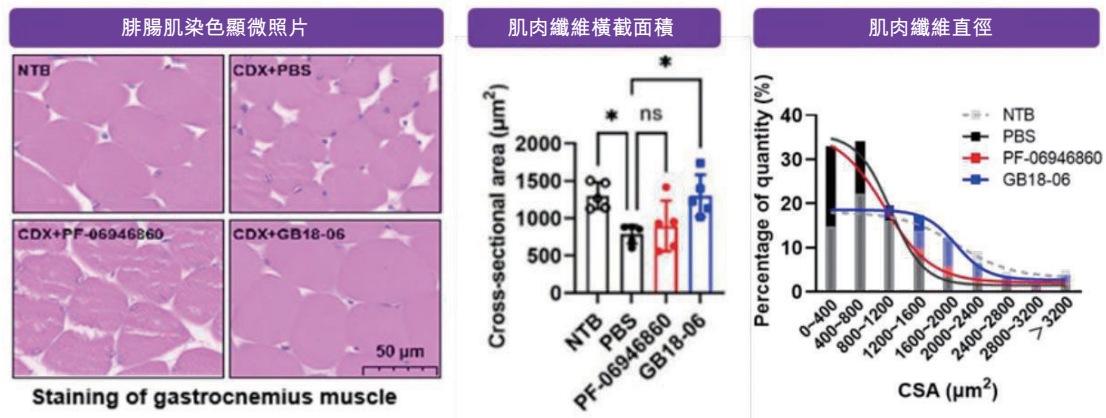 腓腸肌染色顯微照片
NTB
CDX+PBS
CDX+PF-06946860
CDX+GB18-06
50 μm
Staining of gastrocnemius muscle
肌肉纖維橫截面積
Cross-sectional area (μm²)
2000
1500
1000
500
0
*
ns
*
NTB
PBS
PF-06946860
GB18-06
肌肉纖維直徑
Percentage of quantity (%)
40
30
20
10
0
NTB
PBS
PF-06946860
GB18-06
0~400
400~800
800~1200
1200~1600
1600~2000
2000~2400
2400~2800
2800~3200
>3200
CSA (μm²)